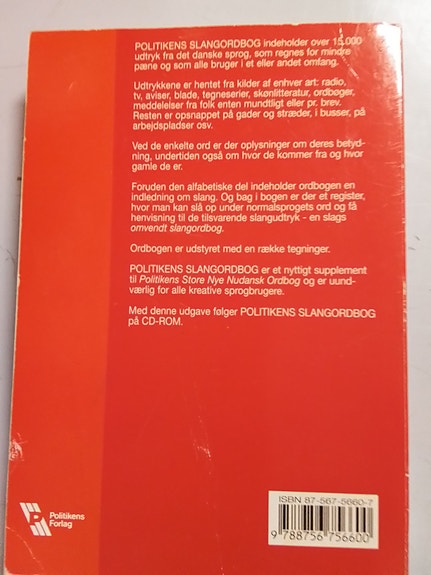 POLITIKENS SLANGORDBOG indeholder over 15.000
udtryk fra det danske sprog, som regnes for mindre
pæne og som alle bruger i et eller andet omfang.
Udtrykkene er hentet fra kilder af enhver art: radio,
tv, aviser, blade, tegneserier, skønlitteratur, ordbøger,
meddelelser fra folk enten mundtligt eller pr. brev.
Resten er opsnappet på gader og stræder, i busser, på
arbejdspladser osv.
Ved de enkelte ord er der oplysninger om deres betyd-
ning, undertiden også om hvor de kommer fra og hvor
gamle de er.
Foruden den alfabetiske del indeholder ordbogen en
indledning om slang. Og bag i bogen er der et register,
hvor man kan slå op under normalsprogets ord og få
henvisning til de tilsvarende slangudtryk - en slags
omvendt slangordbog.
Ordbogen er udstyret med en række tegninger.
POLITIKENS SLANGORDBOG er et nyttigt supplement
til Politikens Store Nye Nudansk Ordbog og er uund-
værlig for alle kreative sprogbrugere.
Med denne udgave følger POLITIKENS SLANGORDBOG
på CD-ROM.
Politikens
Forlag
ISBN 87-567-5660-7
9 788756 756600